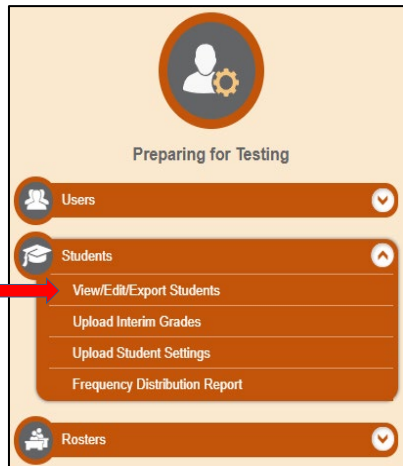 Preparing for Testing
Users
Students
View/Edit/Export Students
Upload Interim Grades
Upload Student Settings
Frequency Distribution Report
Rosters